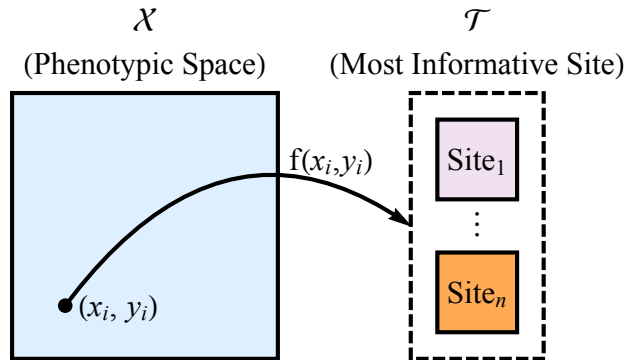 𝒳
(Phenotypic Space)
𝒯
(Most Informative Site)
f(xᵢ,yᵢ)
(xᵢ, yᵢ)
Site₁
⋮
Siteₙ